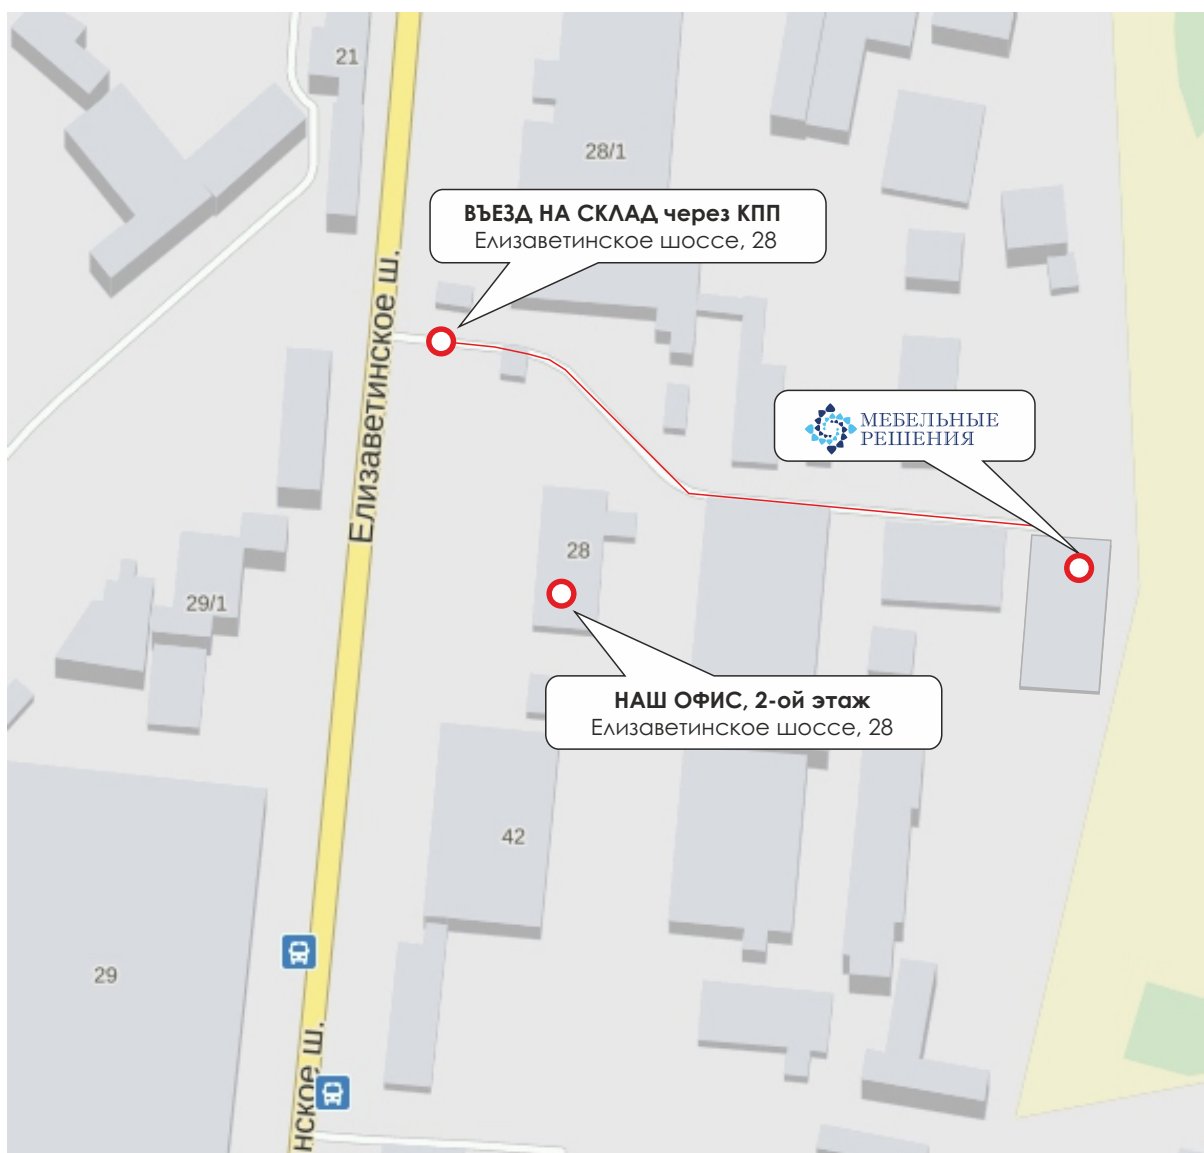 21
28/1
ВЪЕЗД НА СКЛАД через КПП
Елизаветинское шоссе, 28
Елизаветинское ш.
МЕБЕЛЬНЫЕ
РЕШЕНИЯ
28
29/1
НАШ ОФИС, 2-ой этаж
Елизаветинское шоссе, 28
42
29
нское ш.